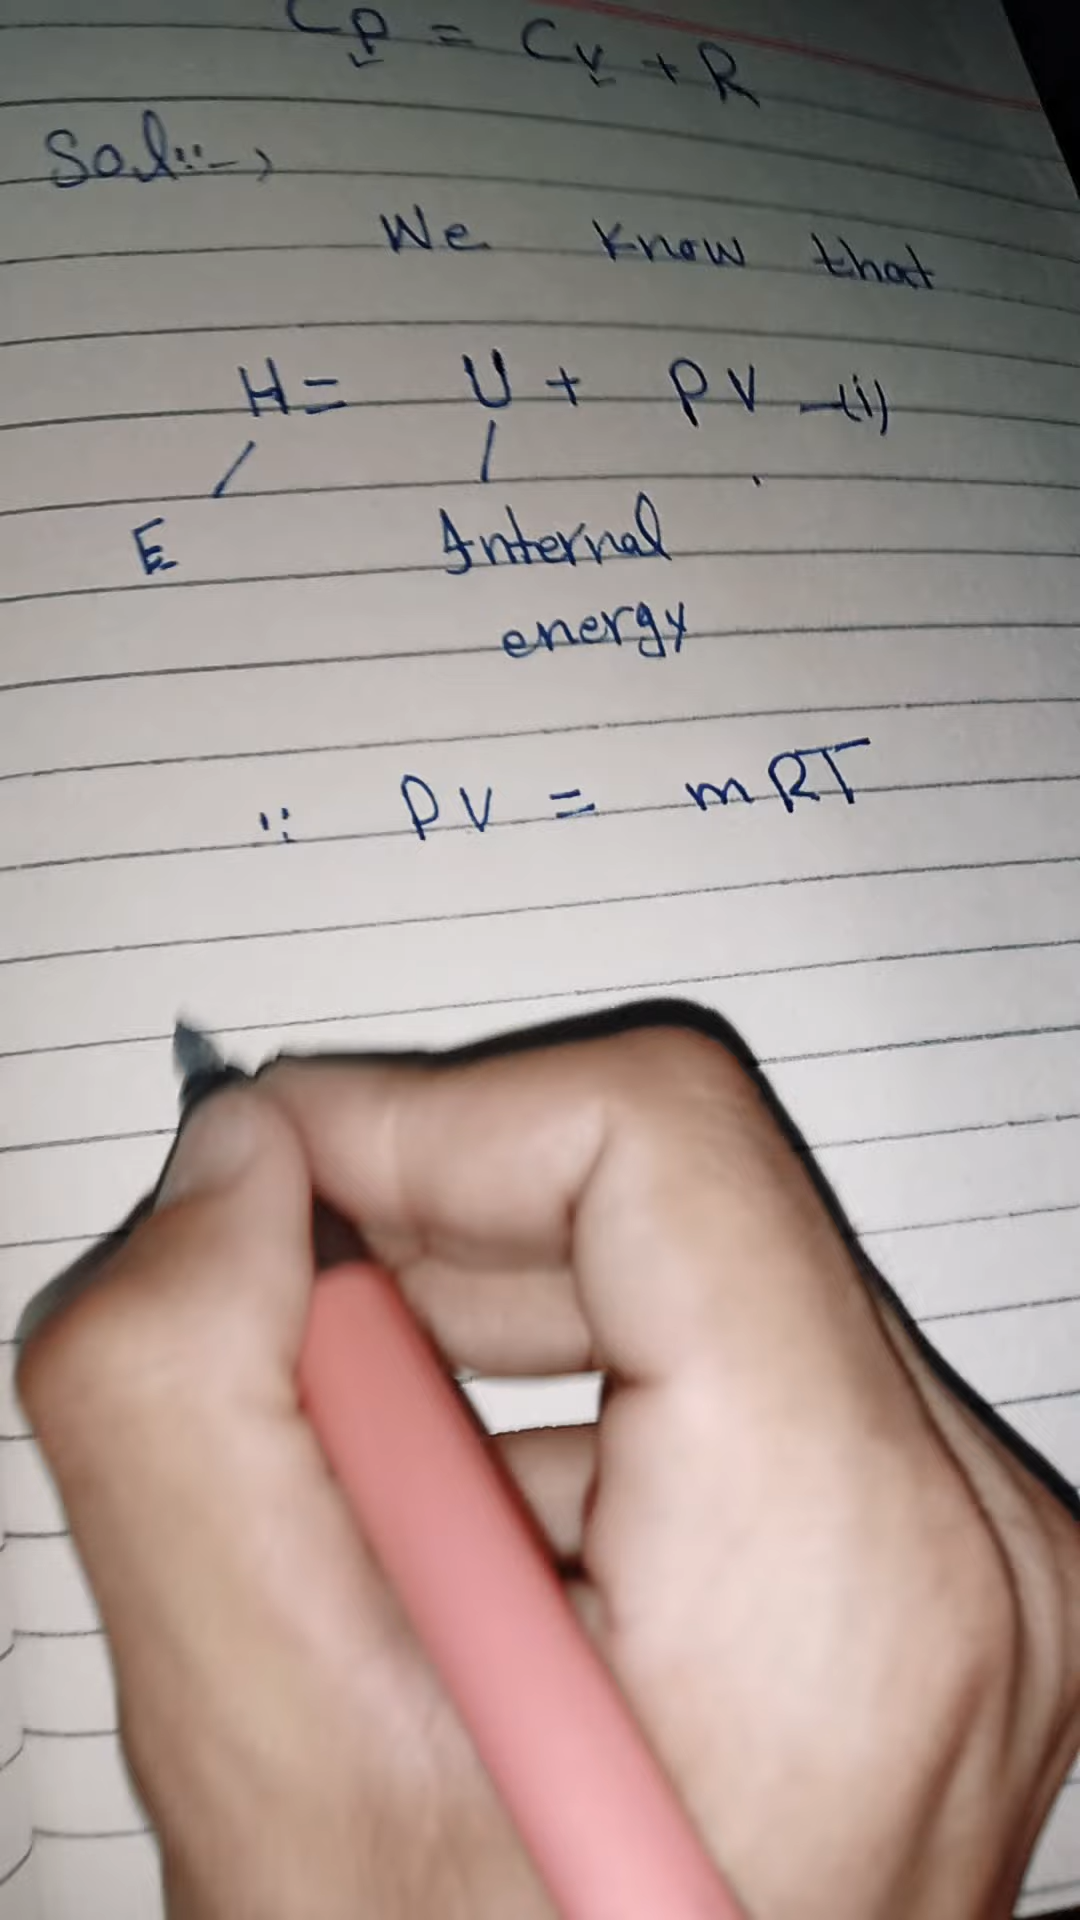 Cp = Cv + R
Sol::->
We know that
H = U + PV -(i)
E Internal
energy
∵ PV = mRT